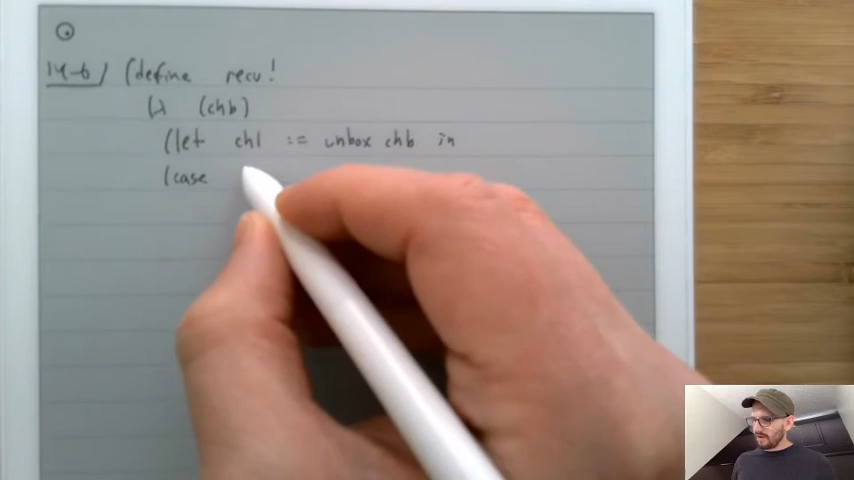 14-6/ (define recv!
(λ (chb)
(let chl := unbox chb in
(case